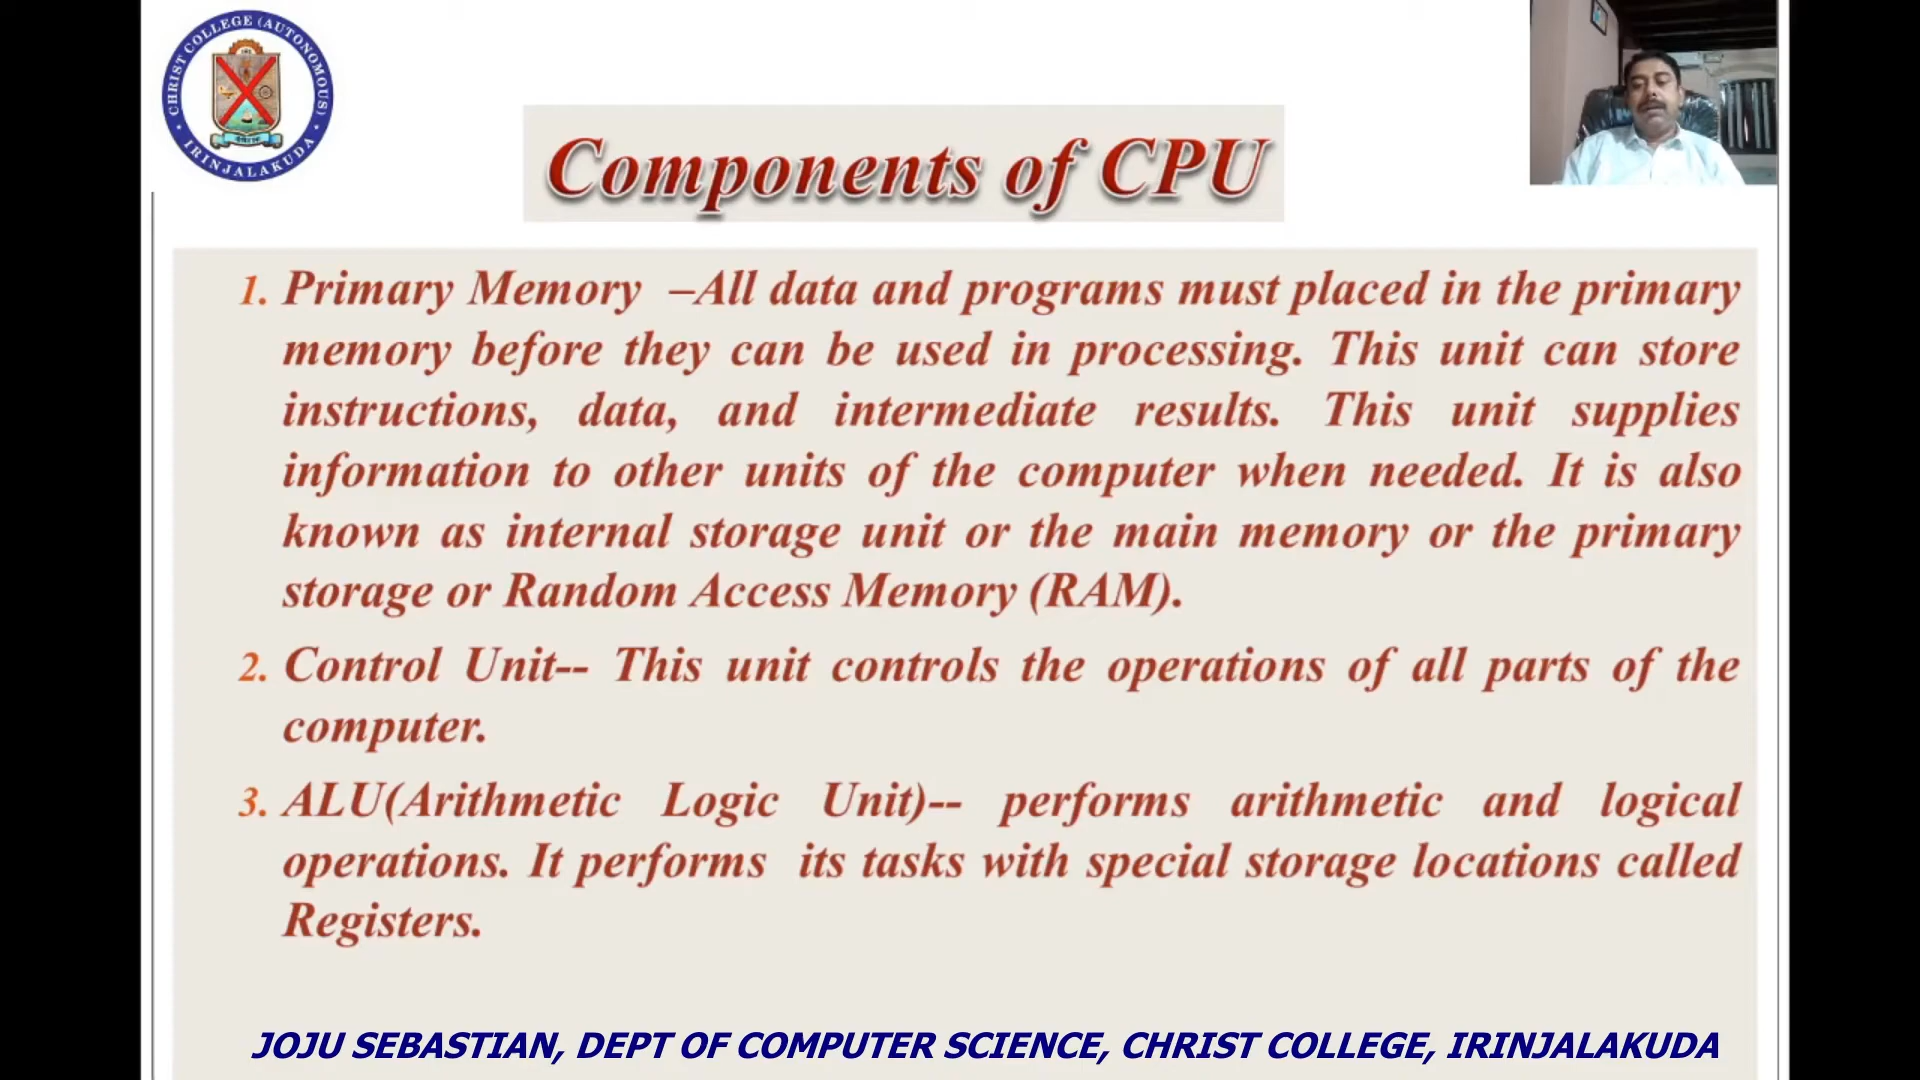 CHRIST COLLEGE (AUTONOMOUS)
IRINJALAKUDA
Components of CPU
1. Primary Memory –All data and programs must placed in the primary
memory before they can be used in processing. This unit can store
instructions, data, and intermediate results. This unit supplies
information to other units of the computer when needed. It is also
known as internal storage unit or the main memory or the primary
storage or Random Access Memory (RAM).
2. Control Unit-- This unit controls the operations of all parts of the
computer.
3. ALU(Arithmetic Logic Unit)-- performs arithmetic and logical
operations. It performs its tasks with special storage locations called
Registers.
JOJU SEBASTIAN, DEPT OF COMPUTER SCIENCE, CHRIST COLLEGE, IRINJALAKUDA